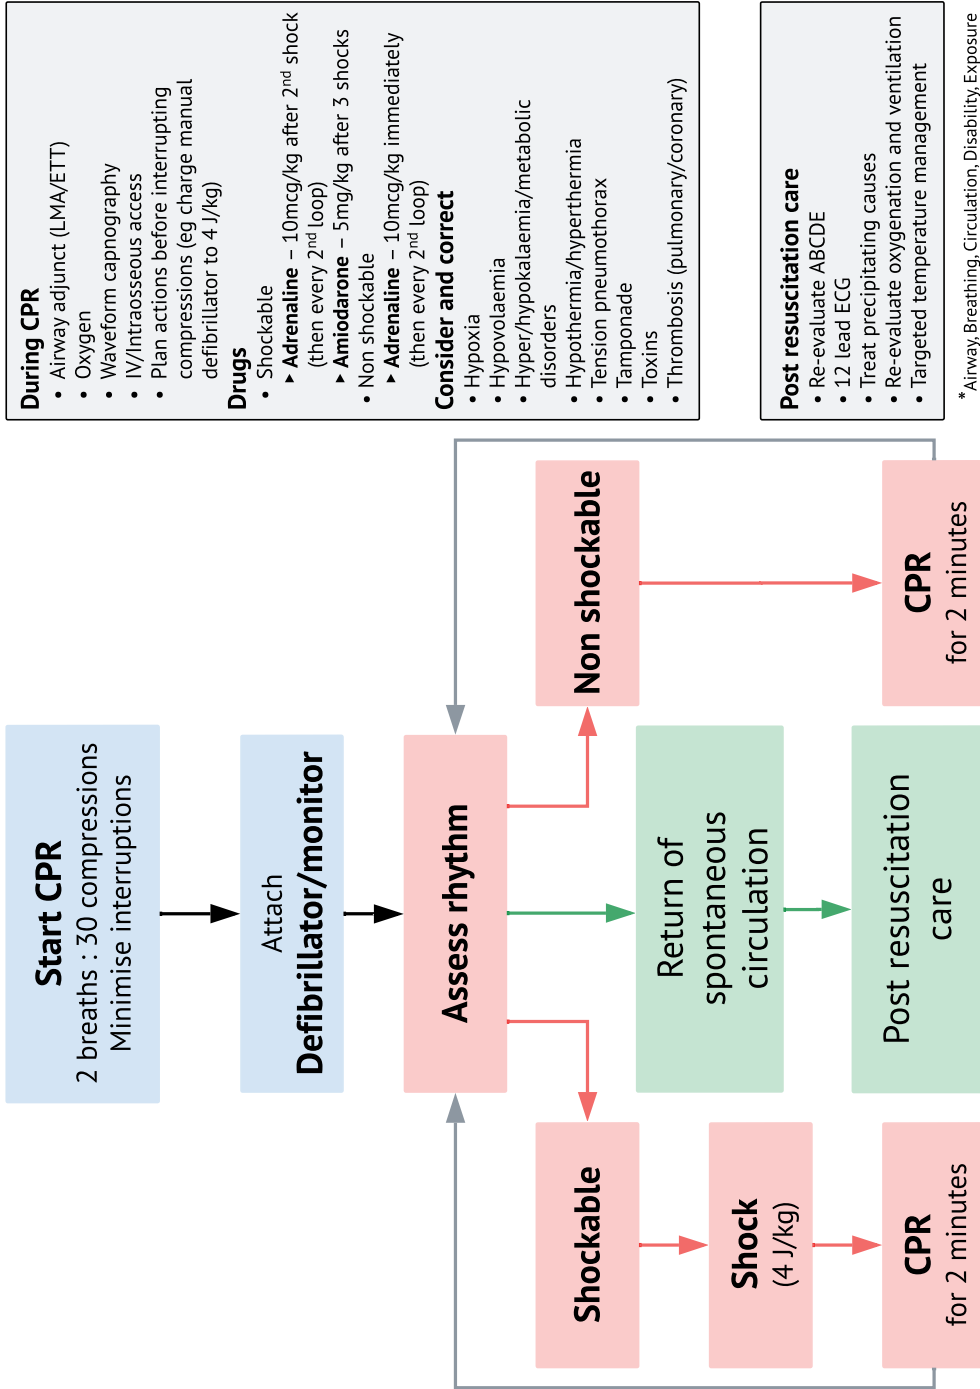 Start CPR
2 breaths : 30 compressions
Minimise interruptions
Attach
Defibrillator/monitor
Assess rhythm
Shockable
Non shockable
Shock
(4 J/kg)
CPR
for 2 minutes
Return of
spontaneous
circulation
Post resuscitation
care
CPR
for 2 minutes
During CPR
• Airway adjunct (LMA/ETT)
• Oxygen
• Waveform capnography
• IV/Intraosseous access
• Plan actions before interrupting
compressions (eg charge manual
defibrillator to 4 J/kg)
Drugs
• Shockable
▸ Adrenaline – 10mcg/kg after 2nd shock
(then every 2nd loop)
▸ Amiodarone – 5mg/kg after 3 shocks
• Non shockable
▸ Adrenaline – 10mcg/kg immediately
(then every 2nd loop)
Consider and correct
• Hypoxia
• Hypovolaemia
• Hyper/hypokalaemia/metabolic
disorders
• Hypothermia/hyperthermia
• Tension pneumothorax
• Tamponade
• Toxins
• Thrombosis (pulmonary/coronary)
Post resuscitation care
• Re-evaluate ABCDE
• 12 lead ECG
• Treat precipitating causes
• Re-evaluate oxygenation and ventilation
• Targeted temperature management
* Airway, Breathing, Circulation, Disability, Exposure